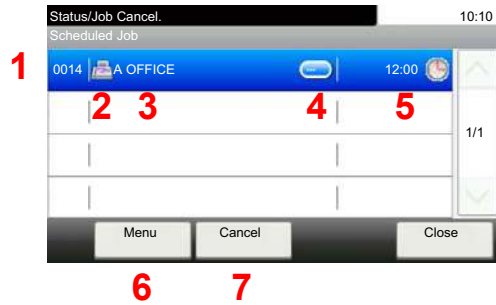 Status/Job Cancel. 10:10
Scheduled Job
1 0014 A OFFICE 12:00
2 3 4 5
1/1
Menu Cancel Close
6 7